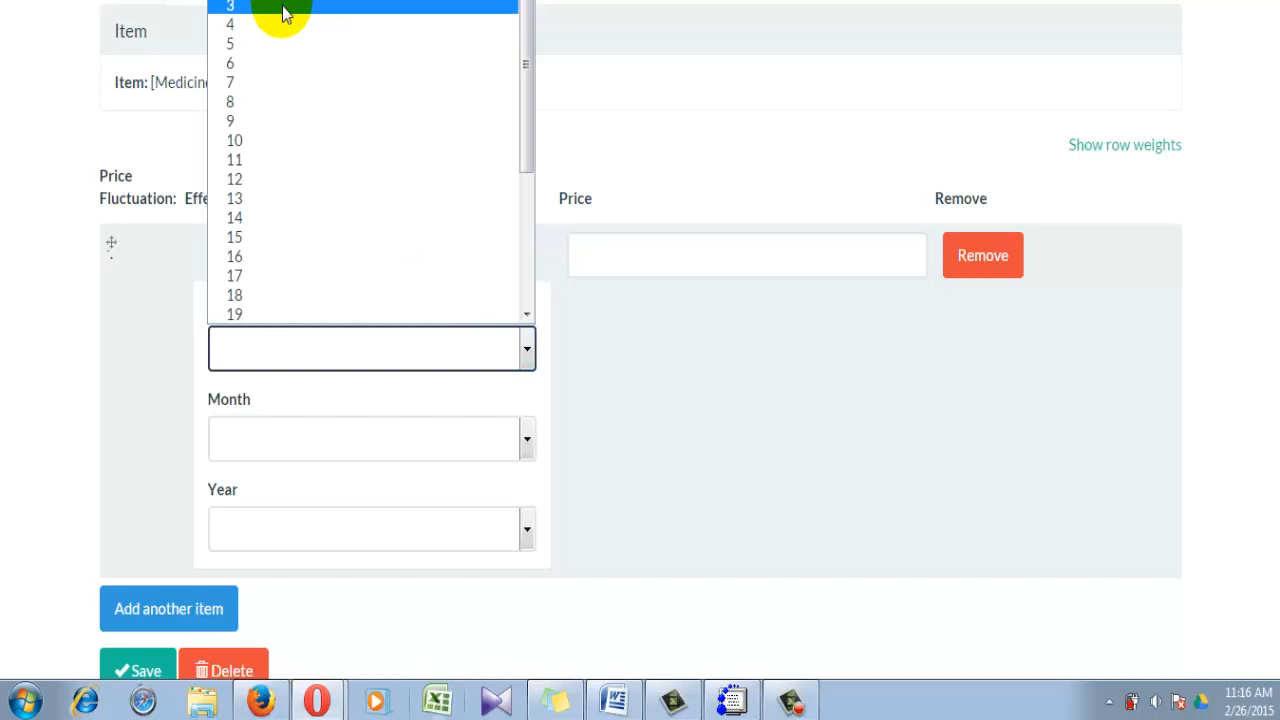 3
4
5
6
7
8
9
10
11
12
13
14
15
16
17
18
19
Item
Item: [Medicine
Show row weights
Price
Fluctuation: Effe
Price
Remove
Remove
Month
Year
Add another item
Save
Delete
11:16 AM
2/26/2015